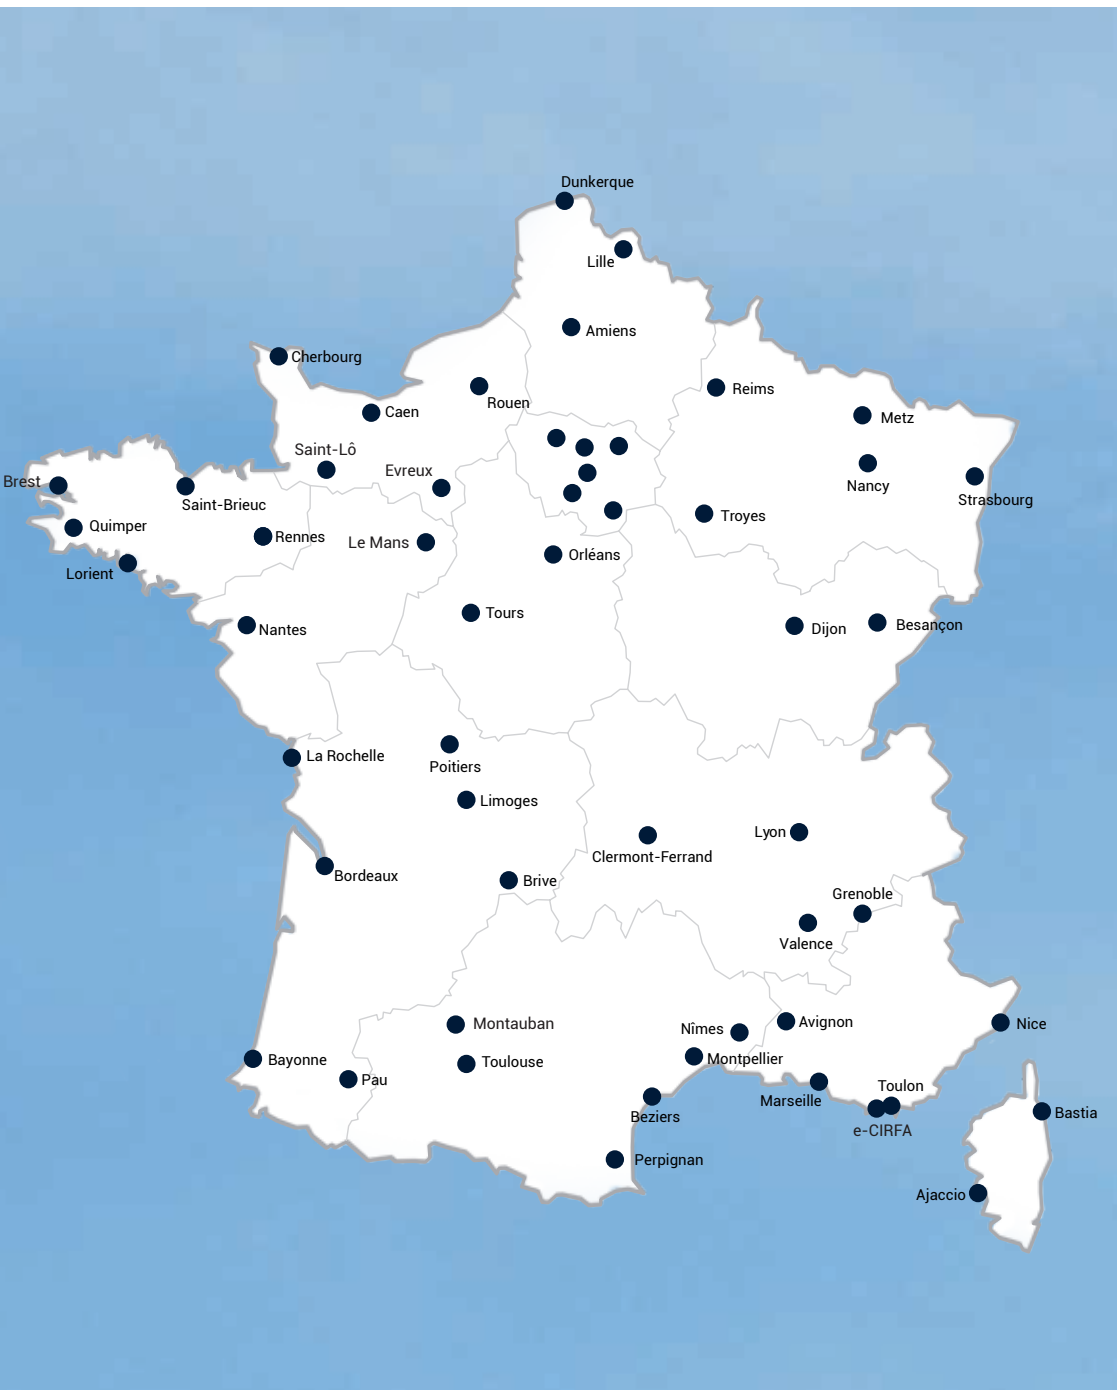 Dunkerque
Lille
Amiens
Cherbourg
Reims
Rouen
Caen
Metz
Saint-Lô
Evreux
Brest
Nancy
Strasbourg
Saint-Brieuc
Troyes
Quimper
Rennes
Le Mans
Orléans
Lorient
Tours
Besançon
Dijon
Nantes
La Rochelle
Poitiers
Limoges
Lyon
Clermont-Ferrand
Bordeaux
Brive
Grenoble
Valence
Avignon
Montauban
Nice
Nîmes
Montpellier
Bayonne
Toulouse
Pau
Toulon
Marseille
Bastia
Beziers
e-CIRFA
Perpignan
Ajaccio